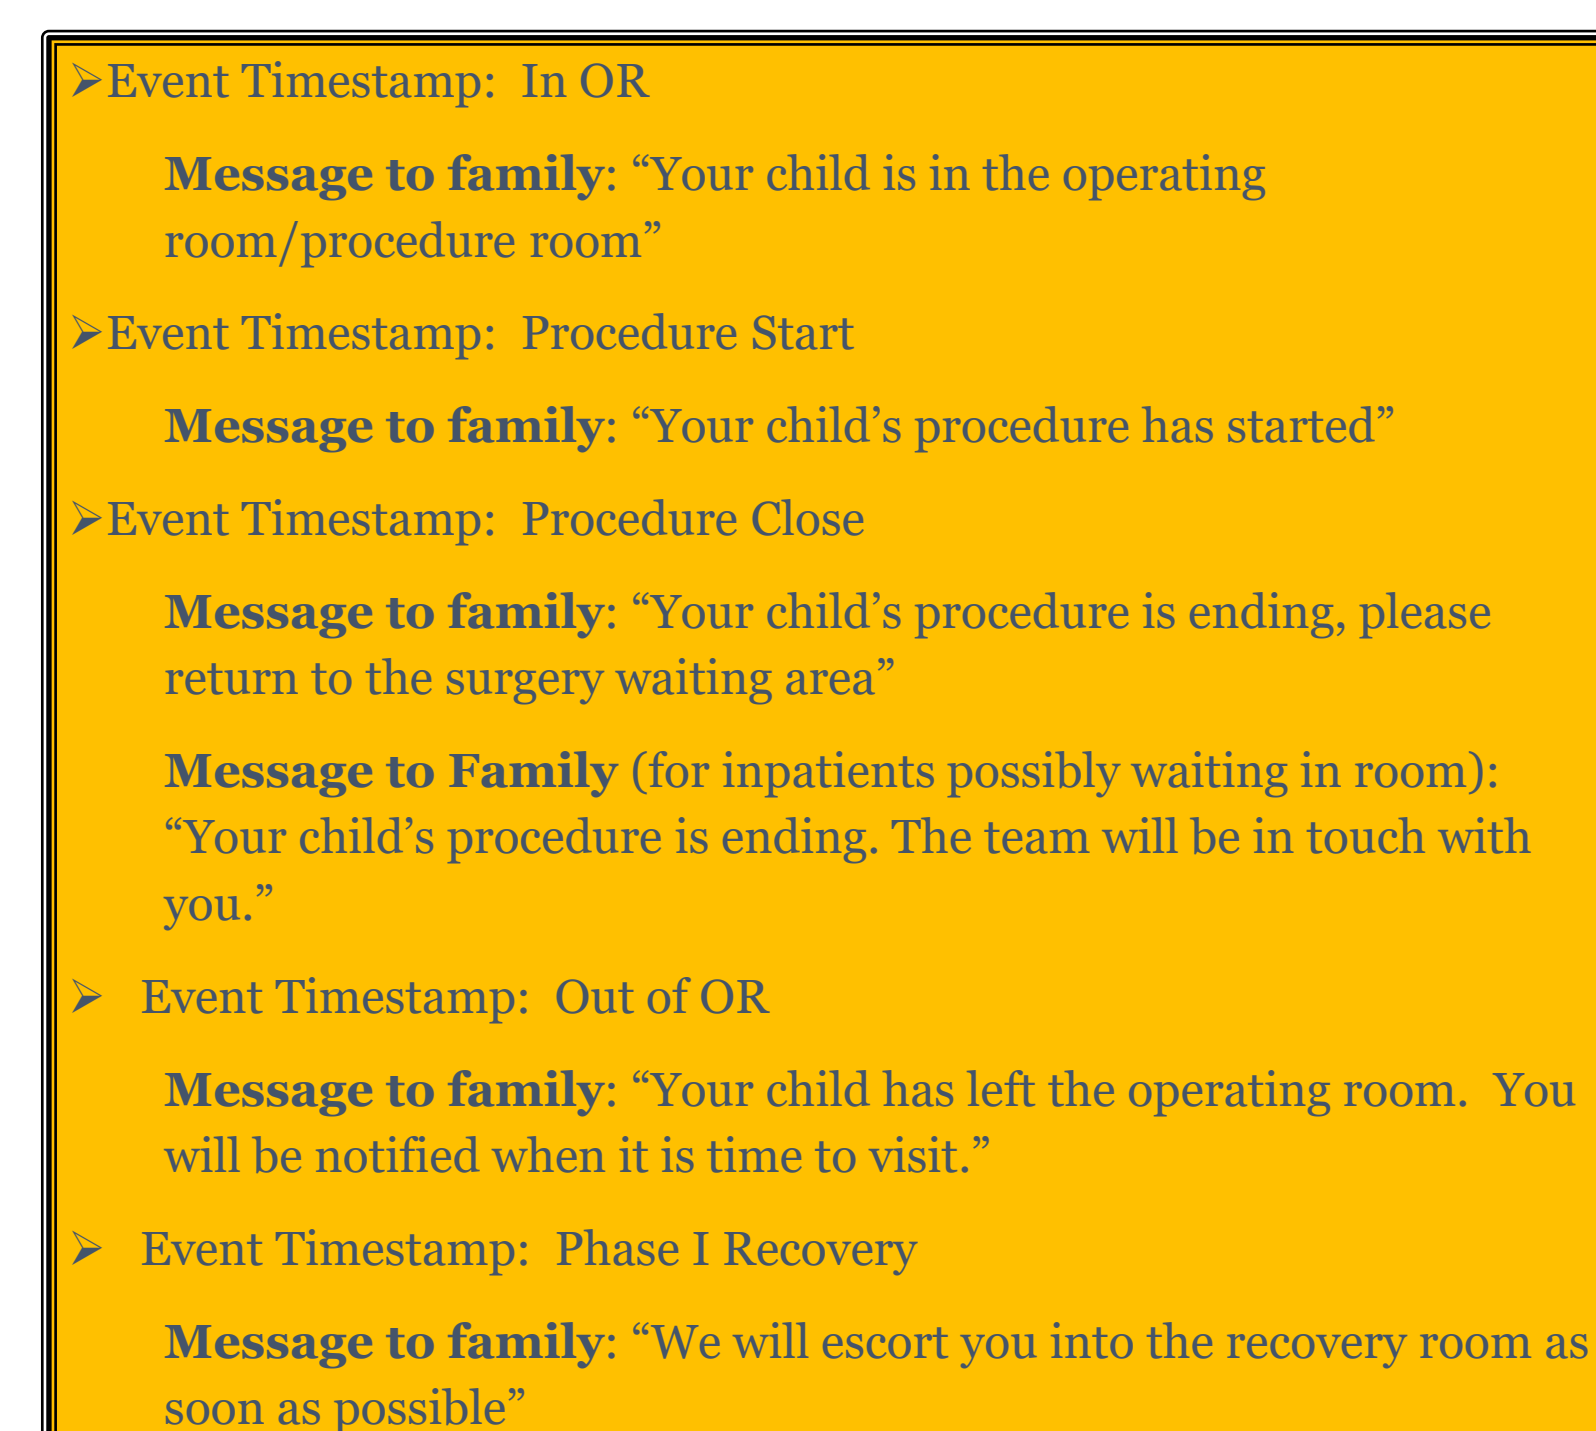 ➢Event Timestamp:  In OR
Message to family: “Your child is in the operating
room/procedure room”
➢Event Timestamp:  Procedure Start
Message to family: “Your child’s procedure has started”
➢Event Timestamp:  Procedure Close
Message to family: “Your child’s procedure is ending, please
return to the surgery waiting area”
Message to Family (for inpatients possibly waiting in room):
“Your child’s procedure is ending. The team will be in touch with
you.”
➢ Event Timestamp:  Out of OR
Message to family: “Your child has left the operating room.  You
will be notified when it is time to visit.”
➢ Event Timestamp:  Phase I Recovery
Message to family: “We will escort you into the recovery room as
soon as possible”